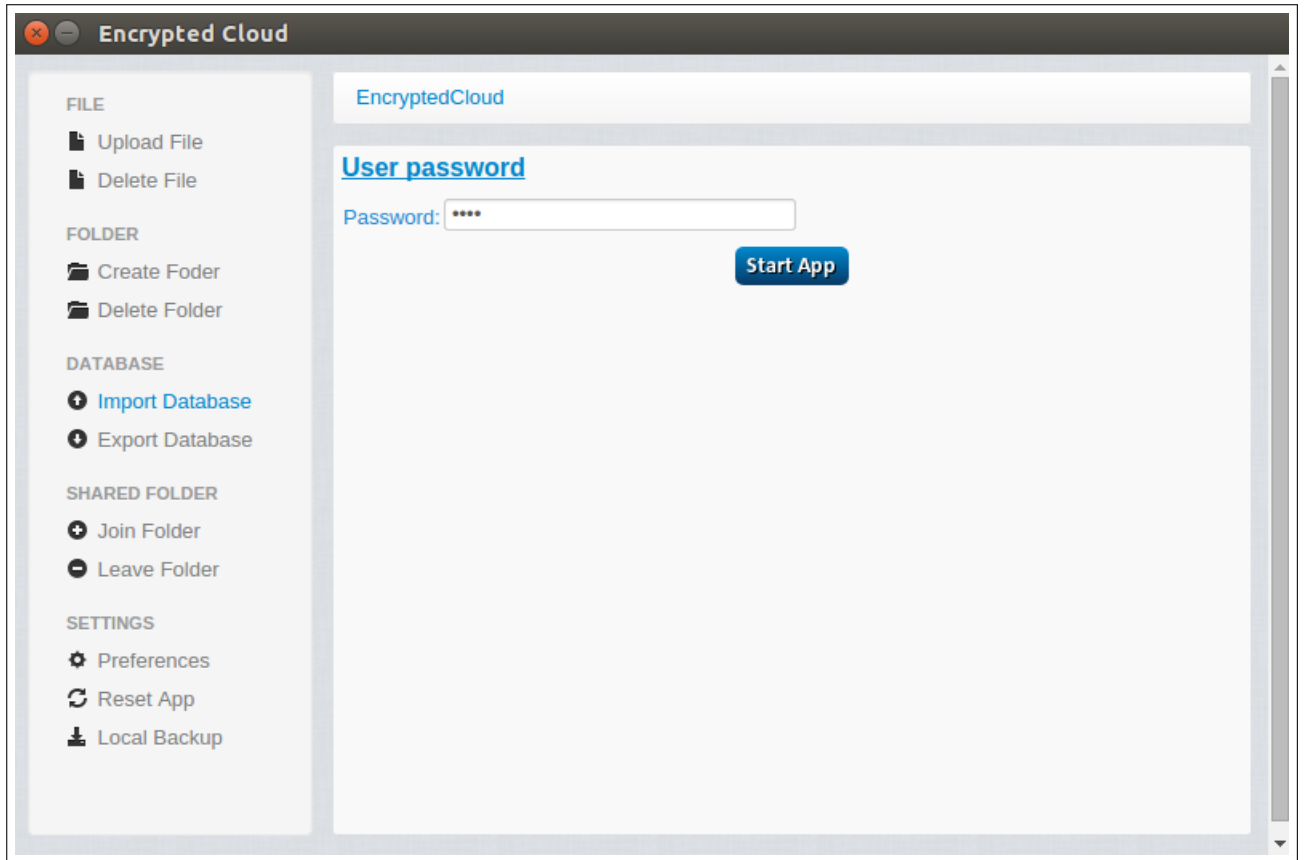 Encrypted Cloud
FILE
Upload File
Delete File
FOLDER
Create Foder
Delete Folder
DATABASE
Import Database
Export Database
SHARED FOLDER
Join Folder
Leave Folder
SETTINGS
Preferences
Reset App
Local Backup
EncryptedCloud
User password
Password: ••••
Start App